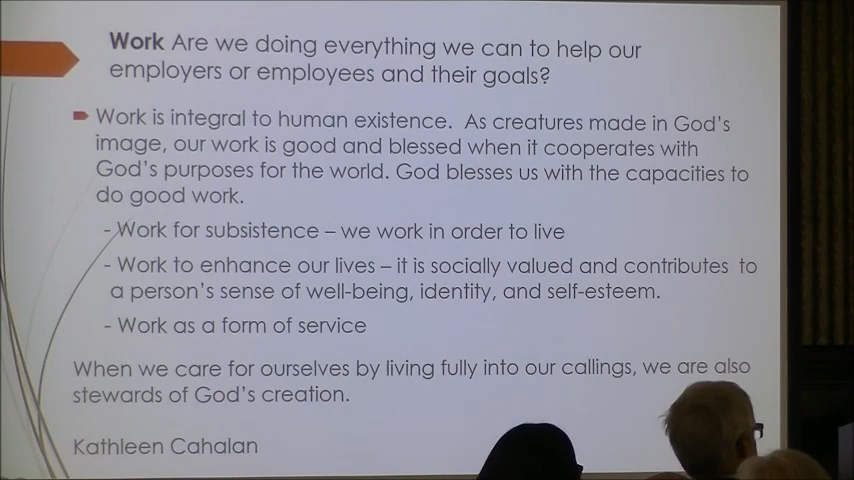 Work Are we doing everything we can to help our
employers or employees and their goals?
Work is integral to human existence. As creatures made in God's
image, our work is good and blessed when it cooperates with
God's purposes for the world. God blesses us with the capacities to
do good work.
- Work for subsistence – we work in order to live
- Work to enhance our lives – it is socially valued and contributes to
a person's sense of well-being, identity, and self-esteem.
- Work as a form of service
When we care for ourselves by living fully into our callings, we are also
stewards of God's creation.
Kathleen Cahalan